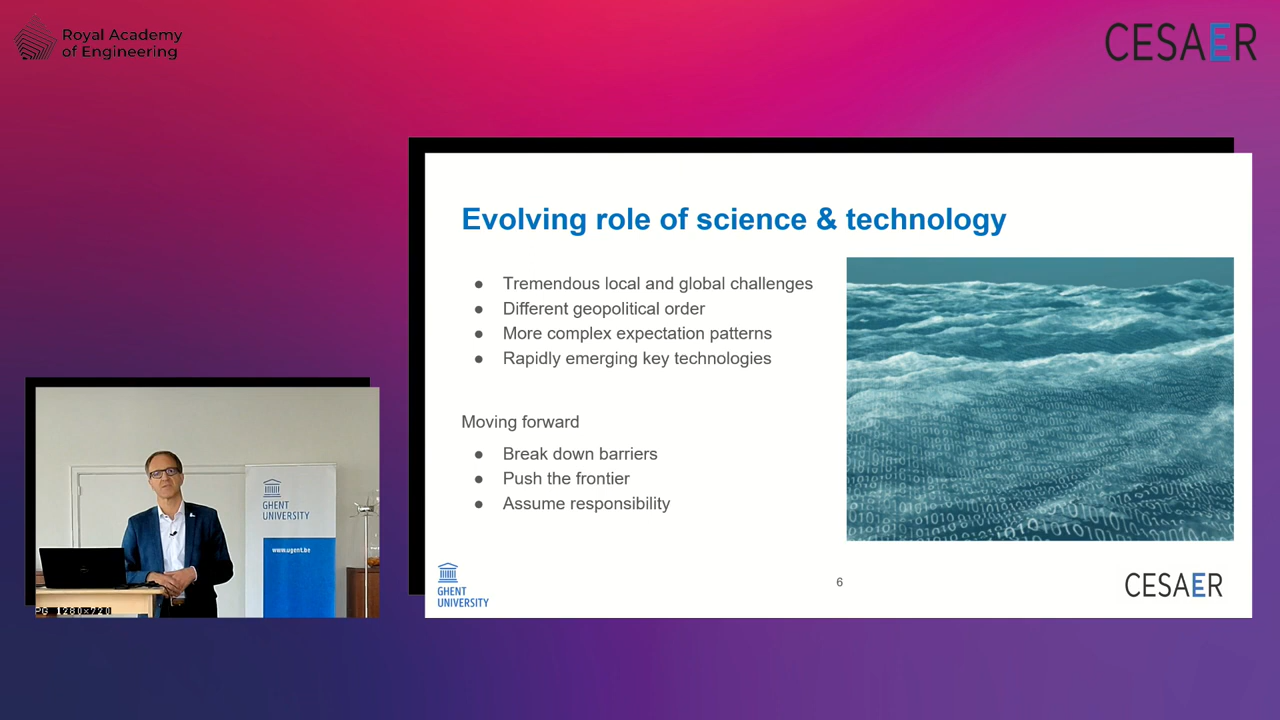 Royal Academy
of Engineering
CESAER
Evolving role of science & technology
● Tremendous local and global challenges
● Different geopolitical order
● More complex expectation patterns
● Rapidly emerging key technologies
Moving forward
● Break down barriers
● Push the frontier
● Assume responsibility
GHENT
UNIVERSITY
6
CESAER
GHENT
UNIVERSITY
www.ugent.be
PG 1280x720